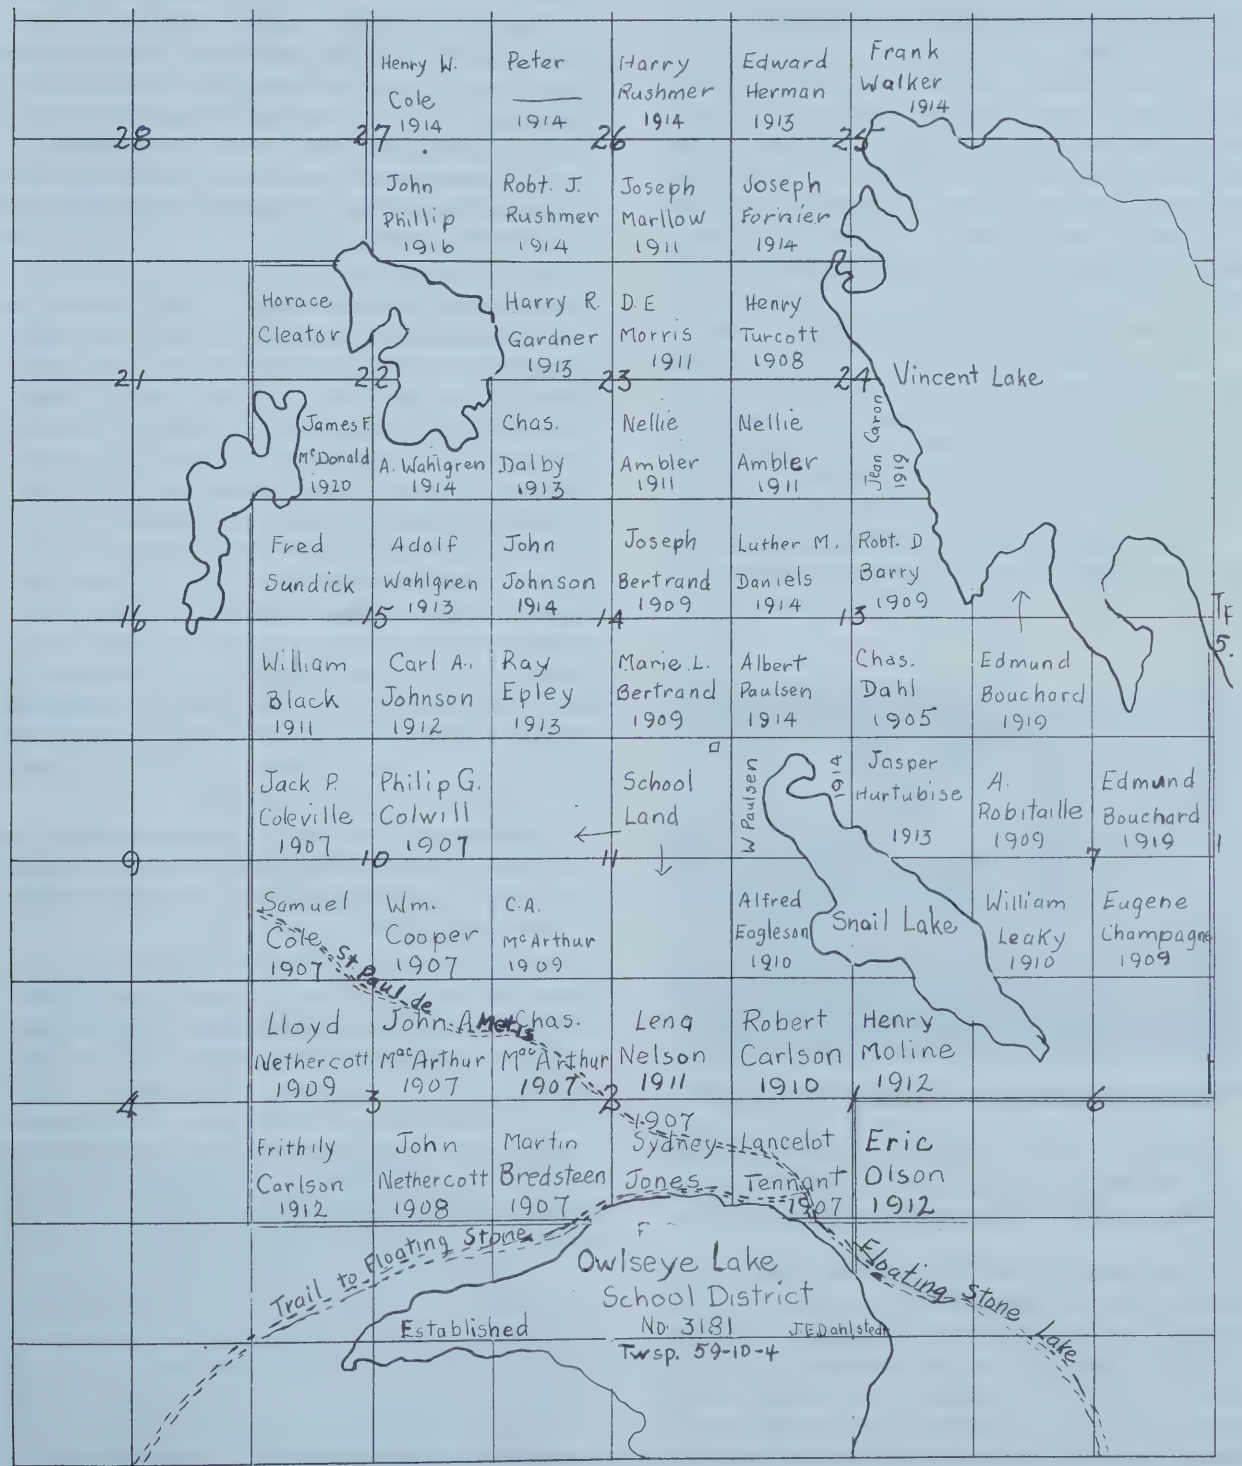 Henry W.
Cole
1914
Peter
1914
Harry
Rushmer
1914
Edward
Herman
1913
Frank
Walker
1914
28
27
26
25
John
Phillip
1916
Robt. J.
Rushmer
1914
Joseph
Marllow
1911
Joseph
Fornier
1914
Horace
Cleator
Harry R.
Gardner
1913
D. E
Morris
1911
Henry
Turcott
1908
21
22
23
24
Vincent Lake
James F.
McDonald
1920
A. Wahlgren
1914
Chas.
Dalby
1913
Nellie
Ambler
1911
Nellie
Ambler
1911
Jean Caron
1919
Fred
Sundick
Adolf
Wahlgren
1913
John
Johnson
1914
Joseph
Bertrand
1909
Luther M.
Daniels
1914
Robt. D
Barry
1909
16
15
14
13
William
Black
1911
Carl A.
Johnson
1912
Ray
Epley
1913
Marie L.
Bertrand
1909
Albert
Paulsen
1914
Chas.
Dahl
1905
Edmund
Bouchard
1919
Jack P.
Coleville
1907
Philip G.
Colwill
1907
School
Land
W Paulsen
1914
Jasper
Hurtubise
1913
A.
Robitaille
1909
Edmund
Bouchard
1919
9
10
11
7
Samuel
Cole
1907
Wm.
Cooper
1907
C.A.
McArthur
1909
Alfred
Eagleson
1910
Snail Lake
William
Leaky
1910
Eugene
Champagne
1909
St. Paul de
Metis
Lloyd
Nethercott
1909
John A.
MacArthur
1907
Chas.
MacArthur
1907
Lena
Nelson
1911
Robert
Carlson
1910
Henry
Moline
1912
4
3
2
1
6
Frithily
Carlson
1912
John
Nethercott
1908
Martin
Bredsteen
1907
1907
Sydney
Jones
Lancelot
Tennant
1907
Eric
Olson
1912
Trail to Floating Stone
Floating Stone Lake
Owlseye Lake
School District
No. 3181
Established
J.E.Dahlstedt
Twsp. 59-10-4